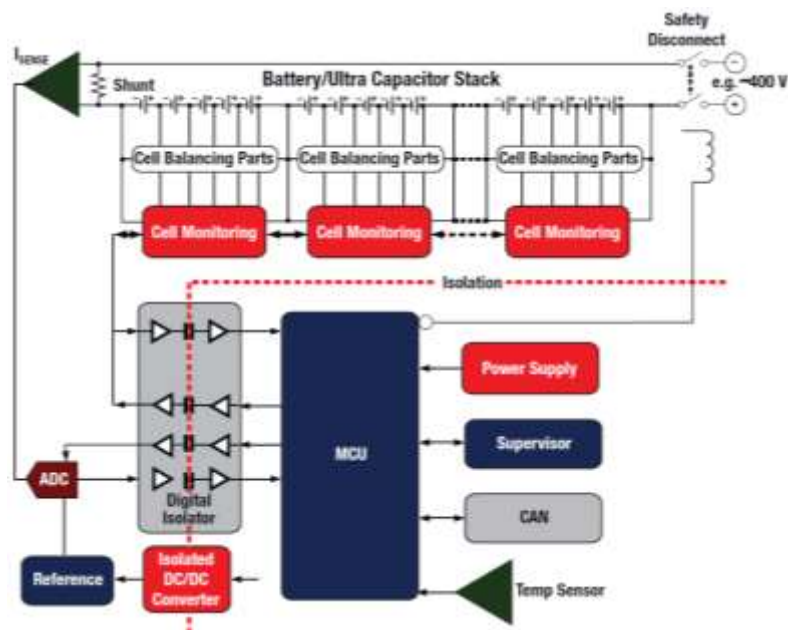 Safety
Disconnect
I_SENSE
Shunt
Battery/Ultra Capacitor Stack
e.g. ~400 V
−
+
Cell Balancing Parts
Cell Balancing Parts
Cell Balancing Parts
Cell Monitoring
Cell Monitoring
Cell Monitoring
Isolation
Power Supply
MCU
Supervisor
ADC
Digital
Isolator
CAN
Reference
Isolated
DC/DC
Converter
Temp Sensor